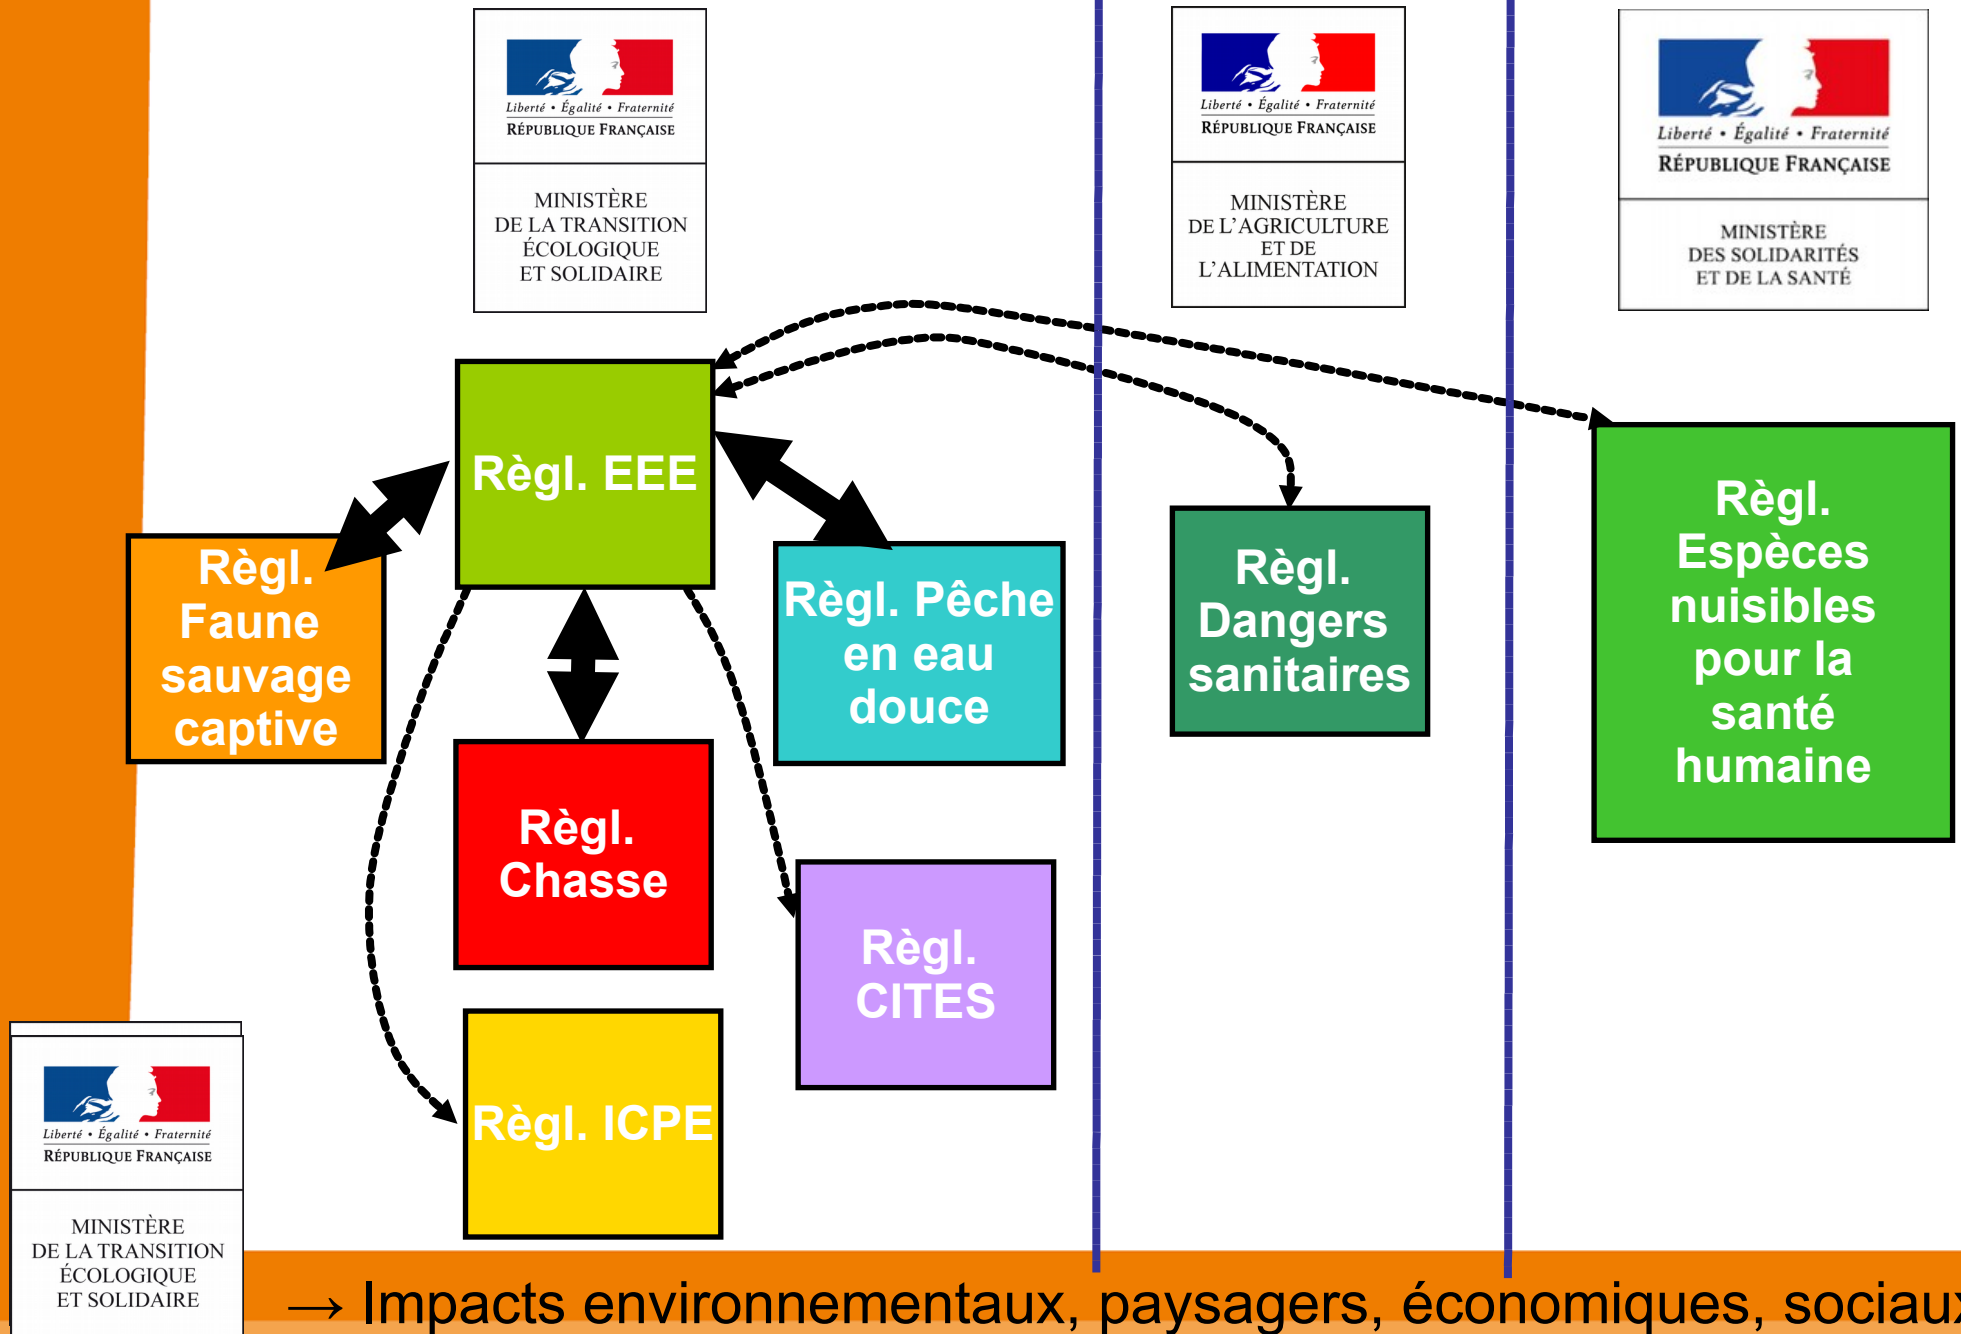 Liberté • Égalité • Fraternité
RÉPUBLIQUE FRANÇAISE
MINISTÈRE
DE LA TRANSITION
ÉCOLOGIQUE
ET SOLIDAIRE
Liberté • Égalité • Fraternité
RÉPUBLIQUE FRANÇAISE
MINISTÈRE
DE L'AGRICULTURE
ET DE
L'ALIMENTATION
Liberté • Égalité • Fraternité
RÉPUBLIQUE FRANÇAISE
MINISTÈRE
DES SOLIDARITÉS
ET DE LA SANTÉ
Règl. EEE
Règl.
Faune
sauvage
captive
Règl. Pêche
en eau
douce
Règl.
Dangers
sanitaires
Règl.
Espèces
nuisibles
pour la
santé
humaine
Règl.
Chasse
Règl.
CITES
Règl. ICPE
Liberté • Égalité • Fraternité
RÉPUBLIQUE FRANÇAISE
MINISTÈRE
DE LA TRANSITION
ÉCOLOGIQUE
ET SOLIDAIRE
→ Impacts environnementaux, paysagers, économiques, sociaux